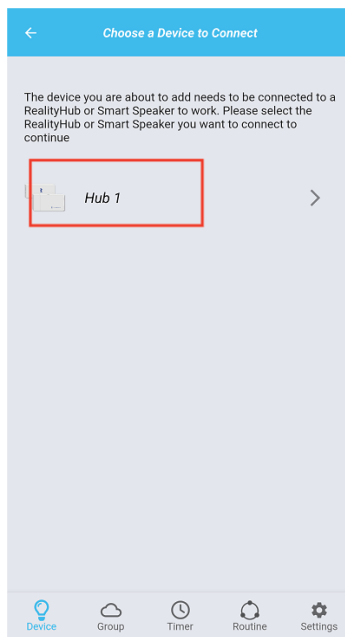 Choose a Device to Connect
The device you are about to add needs to be connected to a
RealityHub or Smart Speaker to work. Please select the
RealityHub or Smart Speaker you want to connect to
continue
Hub 1
Device Group Timer Routine Settings